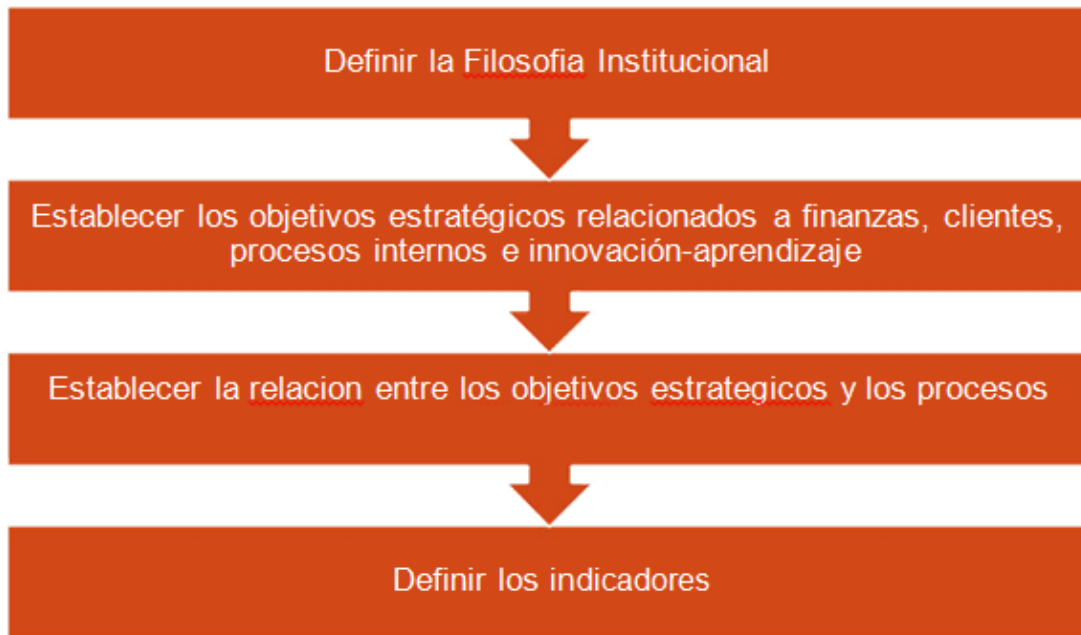 Definir la Filosofia Institucional
Establecer los objetivos estratégicos relacionados a finanzas, clientes,
procesos internos e innovación-aprendizaje
Establecer la relacion entre los objetivos estrategicos y los procesos
Definir los indicadores